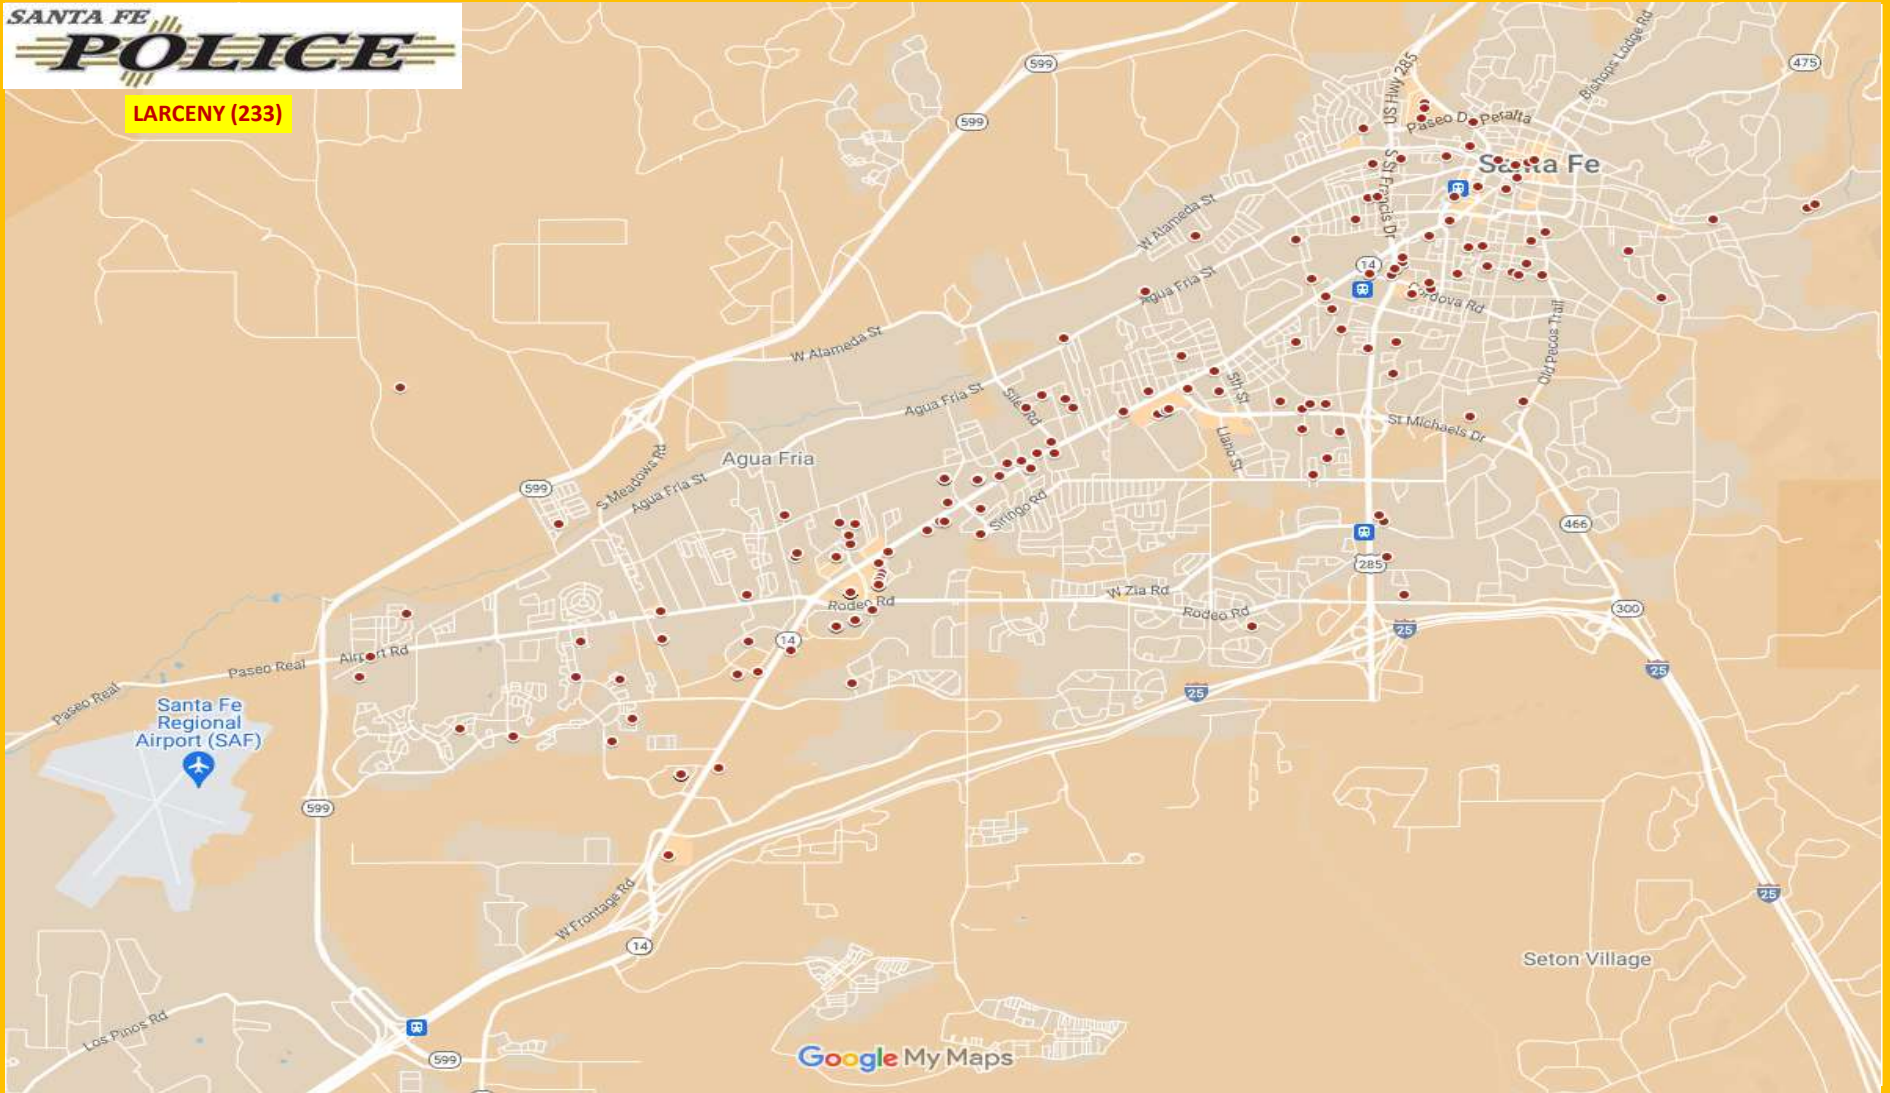 SANTA FE
POLICE
LARCENY (233)
599
475
US Hwy 285
Bishops Lodge Rd
599
Paseo D Peralta
Santa Fe
S St Francis Dr
W Alameda St
14
Agua Fria St
Cordova Rd
W Alameda St
Old Pecos Trail
5th St
Agua Fria St
Siler Rd
St Michaels Dr
Llano St
Agua Fria
S Meadows Rd
599
Agua Fria St
Siringo Rd
466
285
W Zia Rd
Rodeo Rd
Rodeo Rd
300
25
14
Airport Rd
Paseo Real
25
Paseo Real
25
Santa Fe
Regional
Airport (SAF)
599
W Frontage Rd
25
14
Seton Village
Los Pinos Rd
599
Google My Maps